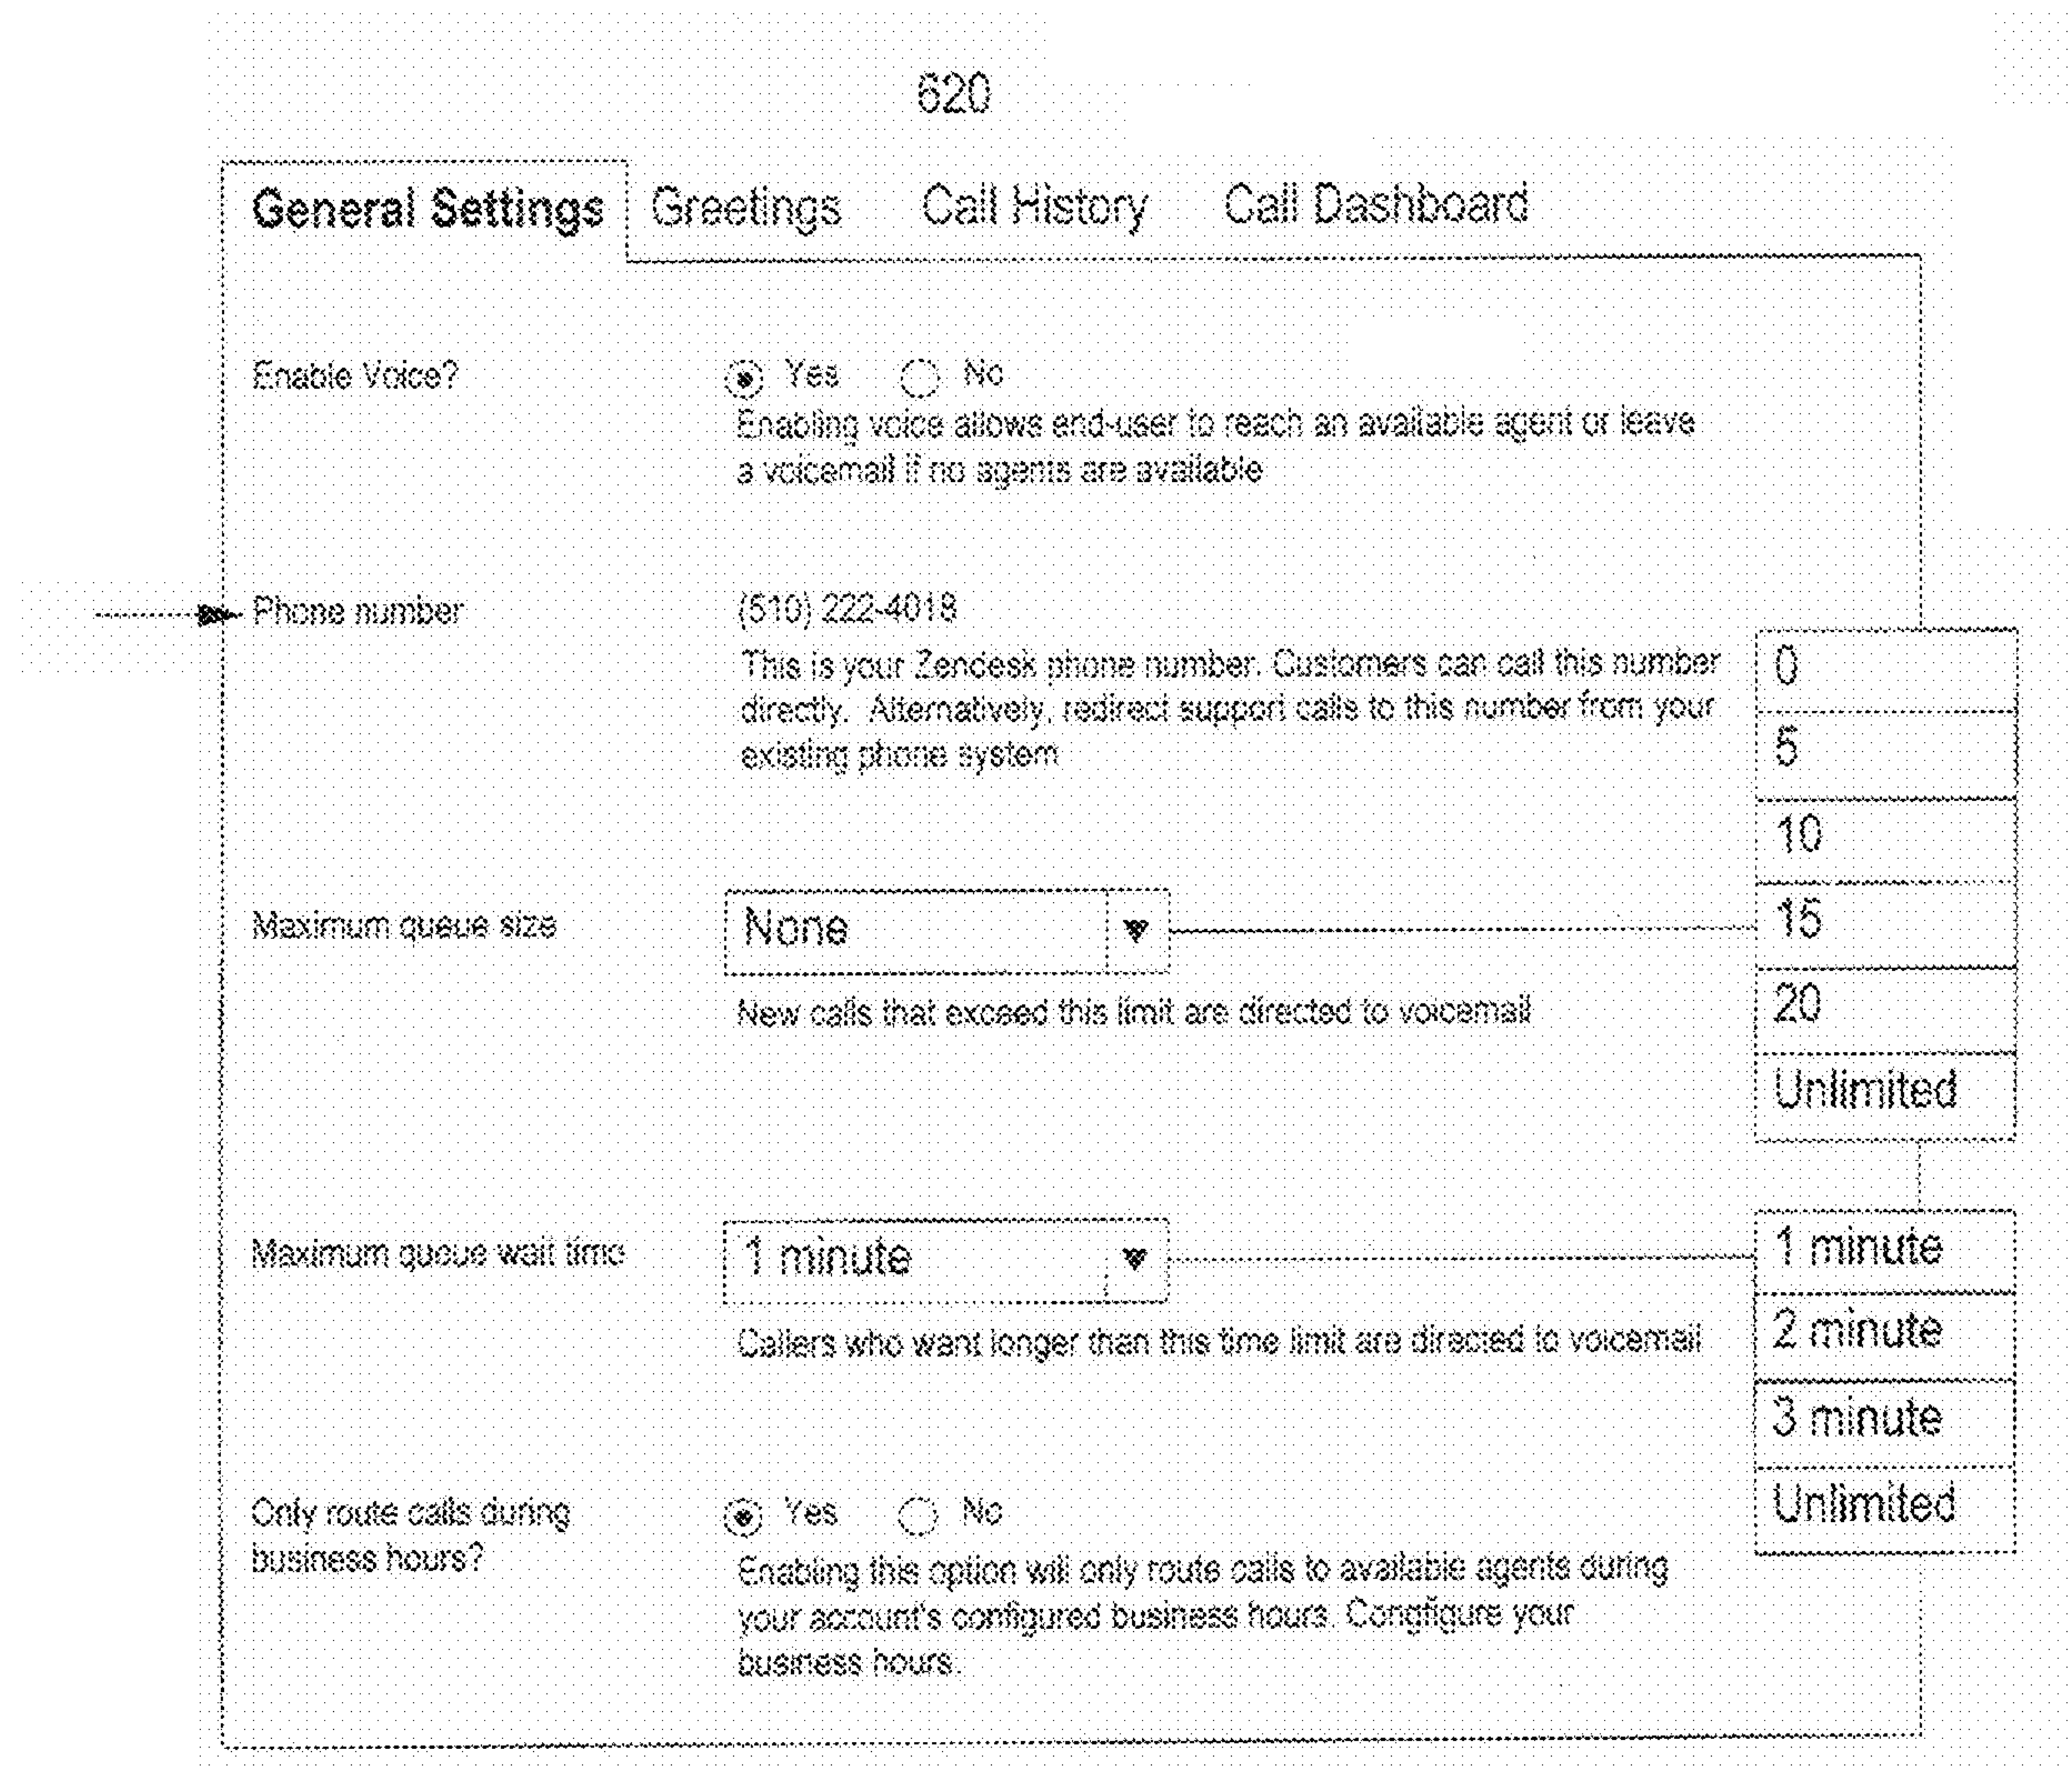 620
General Settings Greetings Call History Call Dashboard
Enable Voice? Yes No
Enabling voice allows end-user to reach an available agent or leave
a voicemail if no agents are available
Phone number (510) 222-4018
This is your Zendesk phone number. Customers can call this number
directly. Alternatively, redirect support calls to this number from your
existing phone system
Maximum queue size None
New calls that exceed this limit are directed to voicemail
0
5
10
15
20
Unlimited
Maximum queue wait time 1 minute
Callers who want longer than this time limit are directed to voicemail
1 minute
2 minute
3 minute
Unlimited
Only route calls during
business hours?
Yes No
Enabling this option will only route calls to available agents during
your account's configured business hours. Congfigure your
business hours.